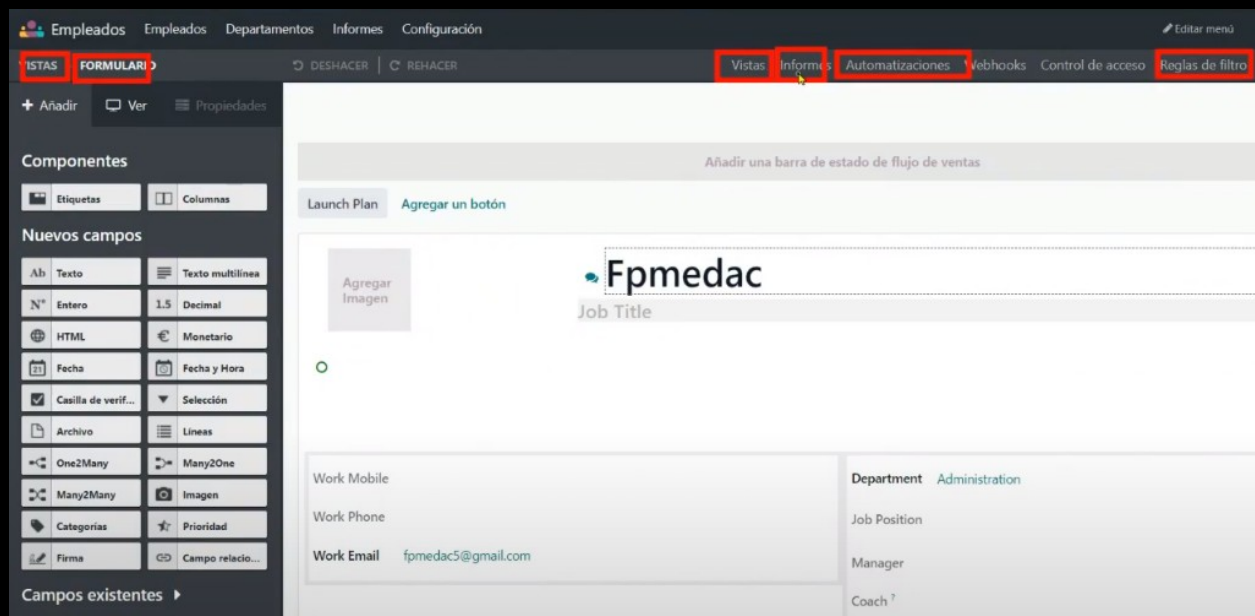 Empleados Empleados Departamentos Informes Configuración Editar menú
VISTAS FORMULARIO DESHACER REHACER Vistas Informes Automatizaciones Webhooks Control de acceso Reglas de filtro
+ Añadir Ver Propiedades
Componentes
Añadir una barra de estado de flujo de ventas
Etiquetas Columnas
Launch Plan Agregar un botón
Nuevos campos
Ab Texto Texto multilínea
Agregar Imagen
Fpmedac
Job Title
N° Entero 1.5 Decimal
HTML € Monetario
21 Fecha Fecha y Hora
Casilla de verif... Selección
Archivo Líneas
One2Many Many2One
Many2Many Imagen
Categorías Prioridad
Firma Campo relacio...
Campos existentes
Work Mobile
Work Phone
Work Email fpmedac5@gmail.com
Department Administration
Job Position
Manager
Coach ?